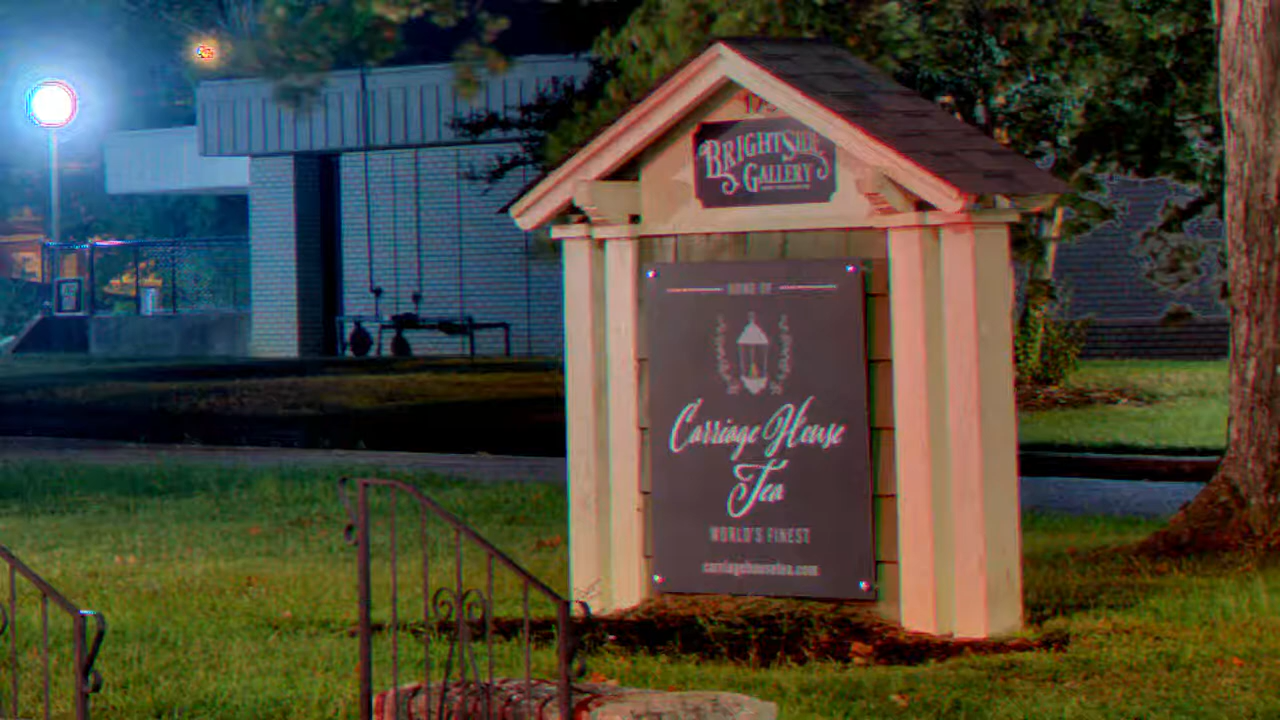 BRIGHTSIDE
GALLERY
HOME OF
Carriage House
Tea
WORLD'S FINEST
carriagehousetea.com